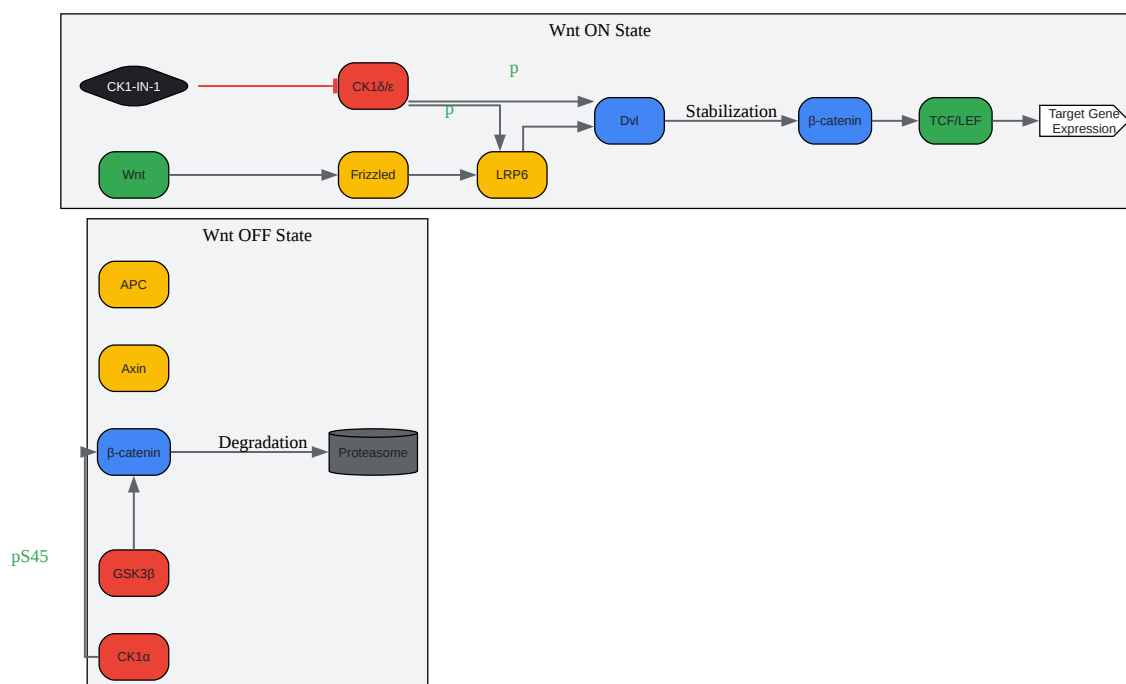 Wnt ON State
p
CK1-IN-1
CK1δ/ε
p
Dvl
Stabilization
β-catenin
TCF/LEF
Target Gene
Expression
Wnt
Frizzled
LRP6
Wnt OFF State
APC
Axin
β-catenin
Degradation
Proteasome
pS45
GSK3β
CK1α